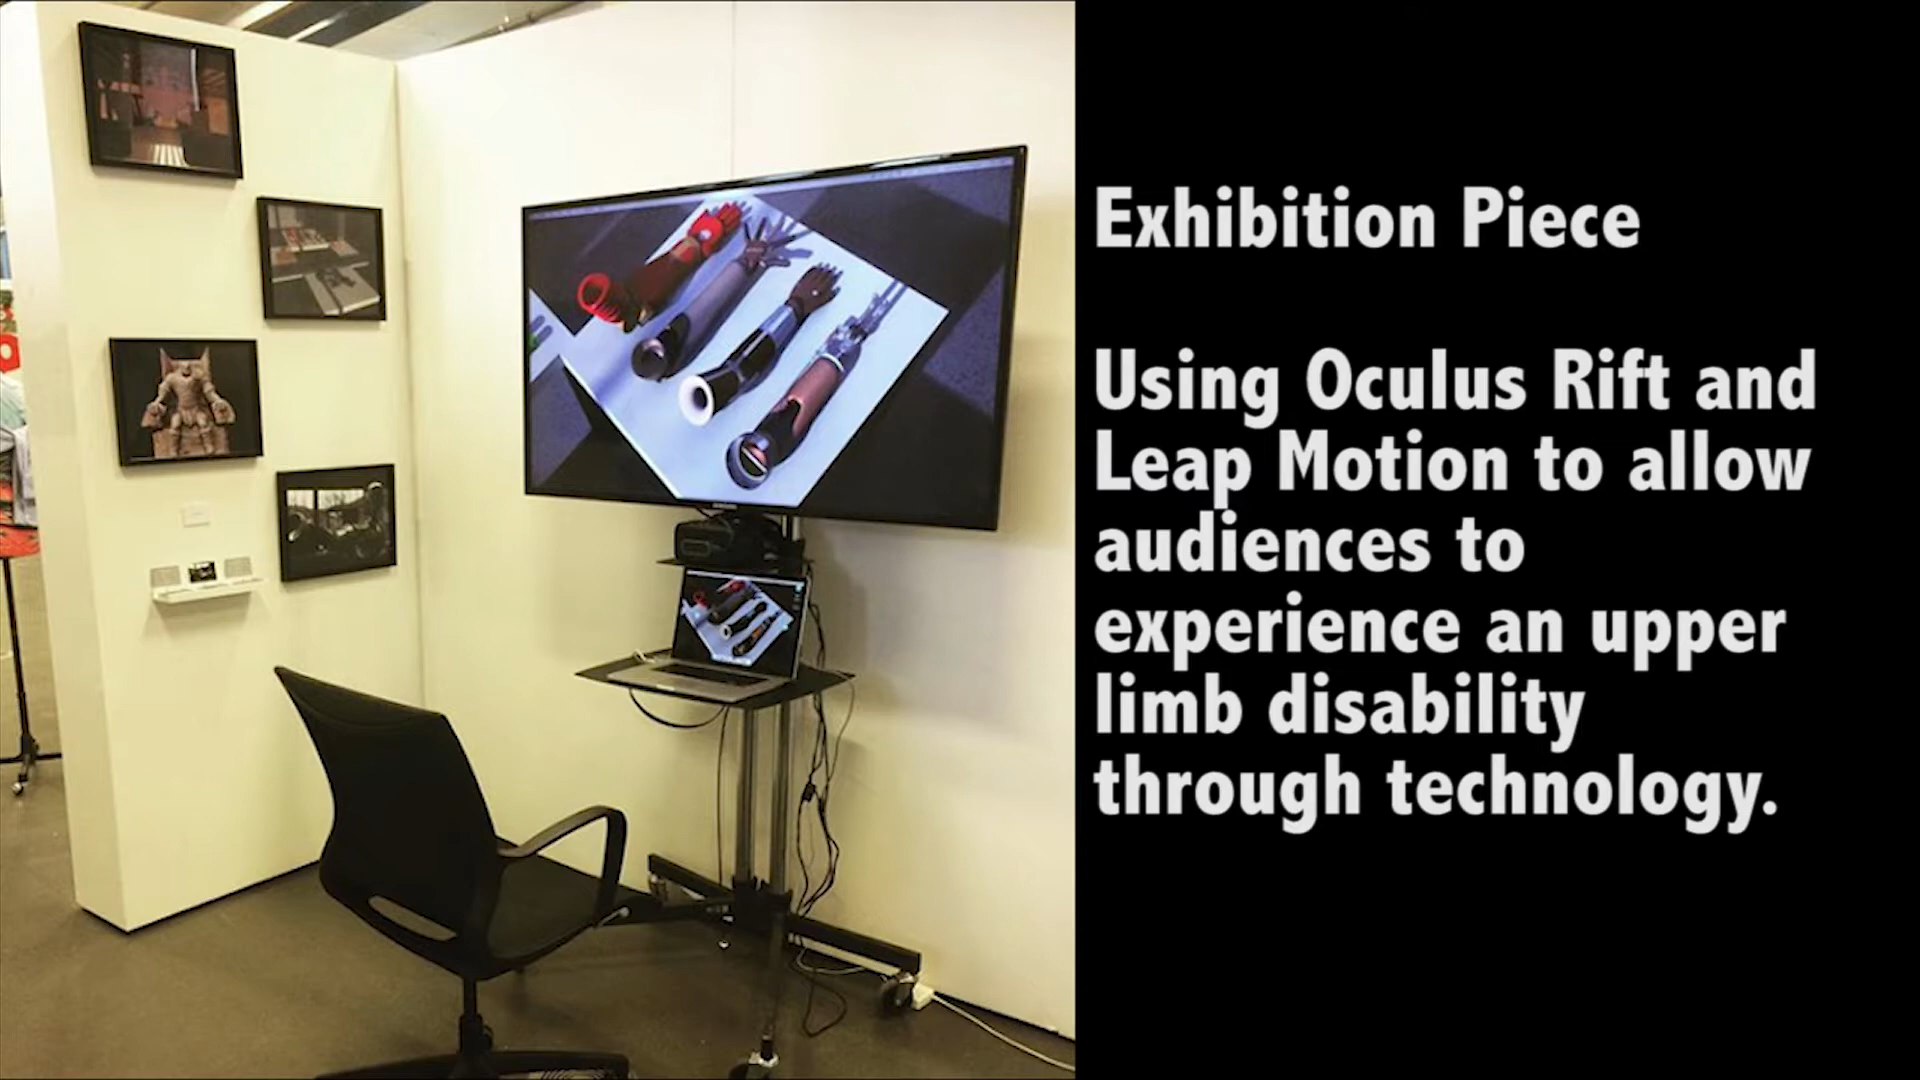 Exhibition Piece
Using Oculus Rift and
Leap Motion to allow
audiences to
experience an upper
limb disability
through technology.